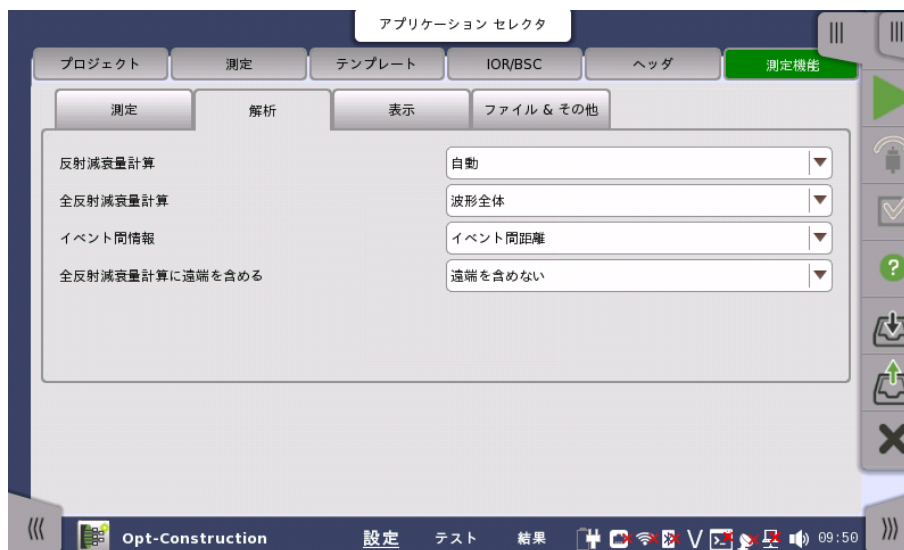 アプリケーション セレクタ
プロジェクト 測定 テンプレート IOR/BSC ヘッダ 測定機能
測定 解析 表示 ファイル & その他
反射減衰量計算 自動
全反射減衰量計算 波形全体
イベント間情報 イベント間距離
全反射減衰量計算に遠端を含める 遠端を含めない
Opt-Construction 設定 テスト 結果 V 09:50